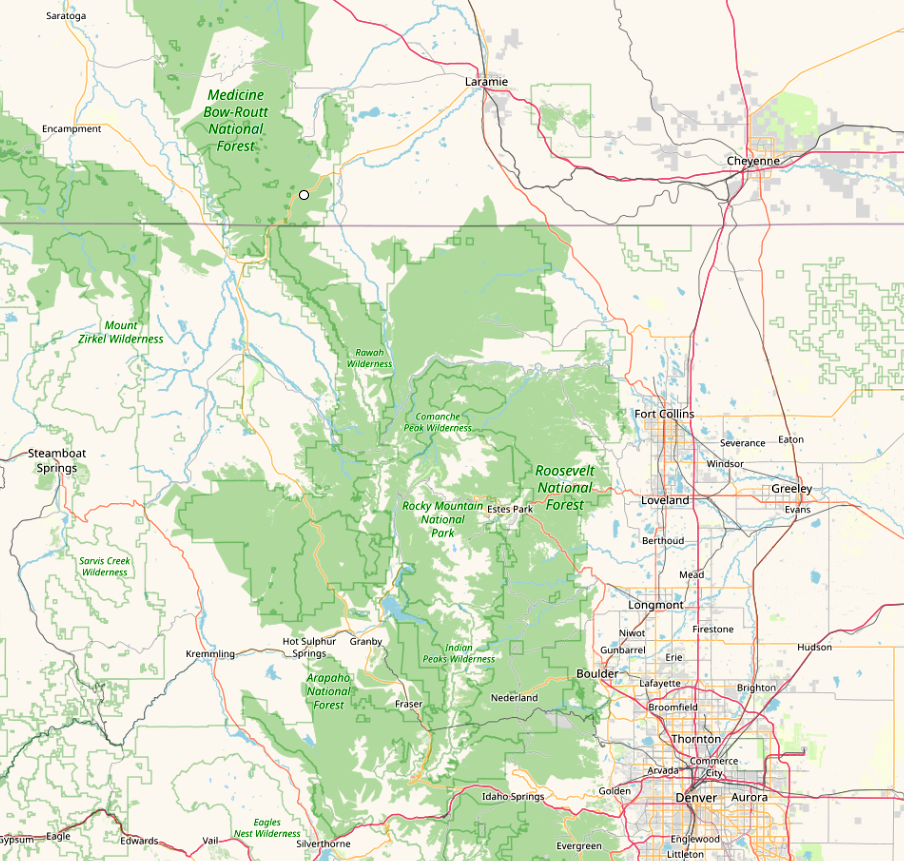 Saratoga
Laramie
Medicine
Bow-Routt
National
Forest
Encampment
Cheyenne
Mount
Zirkel Wilderness
Rawah
Wilderness
Comanche
Peak Wilderness
Fort Collins
Severance
Eaton
Windsor
Steamboat
Springs
Roosevelt
National
Forest
Greeley
Evans
Loveland
Rocky Mountain
National
Park
Estes Park
Berthoud
Sarvis Creek
Wilderness
Mead
Longmont
Niwot
Firestone
Hot Sulphur
Springs
Granby
Gunbarrel
Erie
Hudson
Kremmling
Indian
Peaks Wilderness
Boulder
Arapaho
National
Forest
Lafayette
Brighton
Nederland
Fraser
Broomfield
Thornton
Commerce
City
Arvada
Golden
Idaho Springs
Denver
Aurora
Eagles
Nest Wilderness
Gypsum
Eagle
Edwards
Vail
Silverthorne
Evergreen
Englewood
Littleton